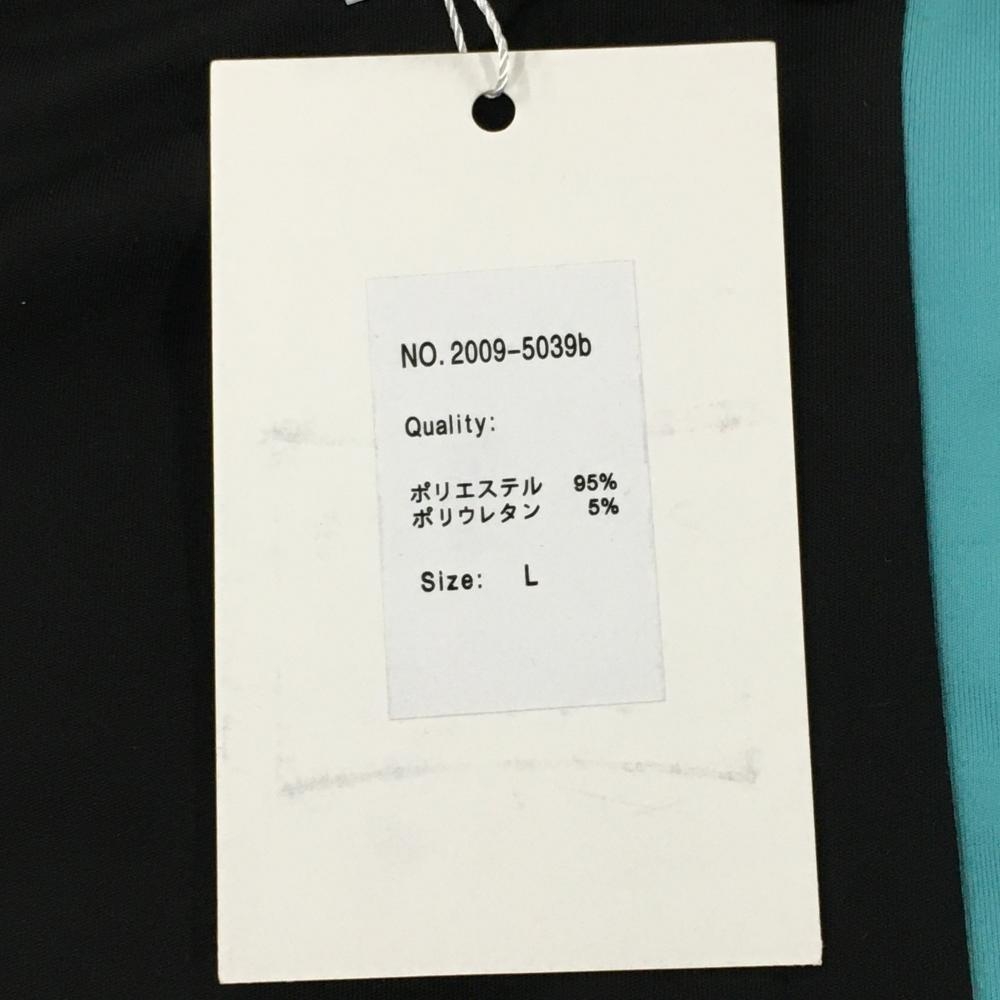 NO.2009-5039b
Quality:
ポリエステル 95%
ポリウレタン 5%
Size: L